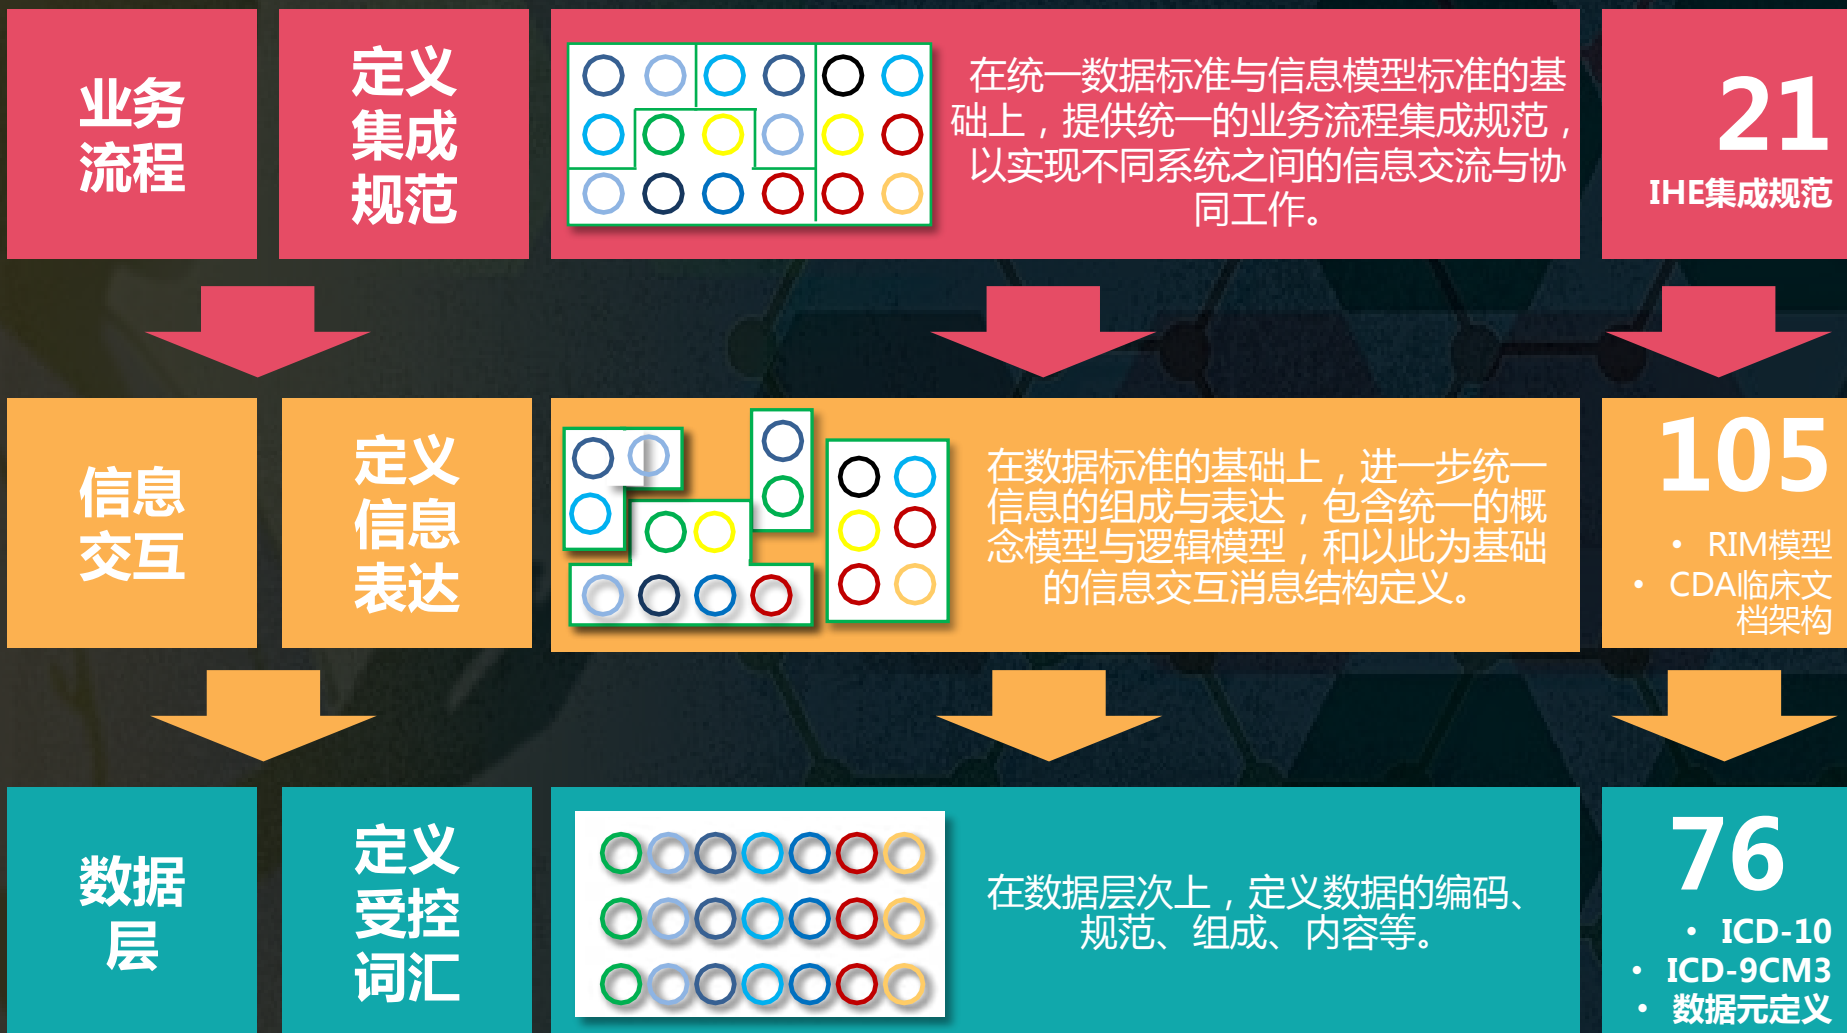 业务
流程
定义
集成
规范
在统一数据标准与信息模型标准的基
础上，提供统一的业务流程集成规范，
以实现不同系统之间的信息交流与协
同工作。
21
IHE集成规范
信息
交互
定义
信息
表达
在数据标准的基础上，进一步统一
信息的组成与表达，包含统一的概
念模型与逻辑模型，和以此为基础
的信息交互消息结构定义。
105
• RIM模型
• CDA临床文
档架构
数据
层
定义
受控
词汇
在数据层次上，定义数据的编码、
规范、组成、内容等。
76
• ICD-10
• ICD-9CM3
• 数据元定义